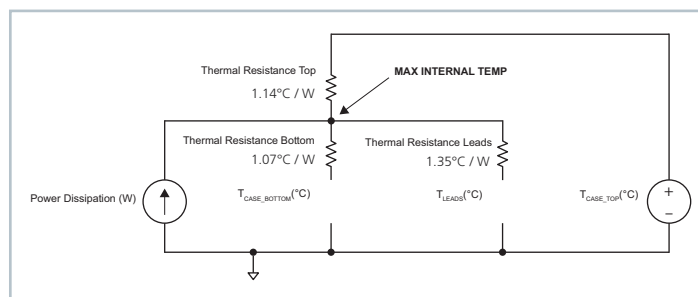 Thermal Resistance Top
1.14°C / W
MAX INTERNAL TEMP
Thermal Resistance Bottom
1.07°C / W
Thermal Resistance Leads
1.35°C / W
Power Dissipation (W)
TCASE_BOTTOM(°C)
TLEADS(°C)
TCASE_TOP(°C)
+
–